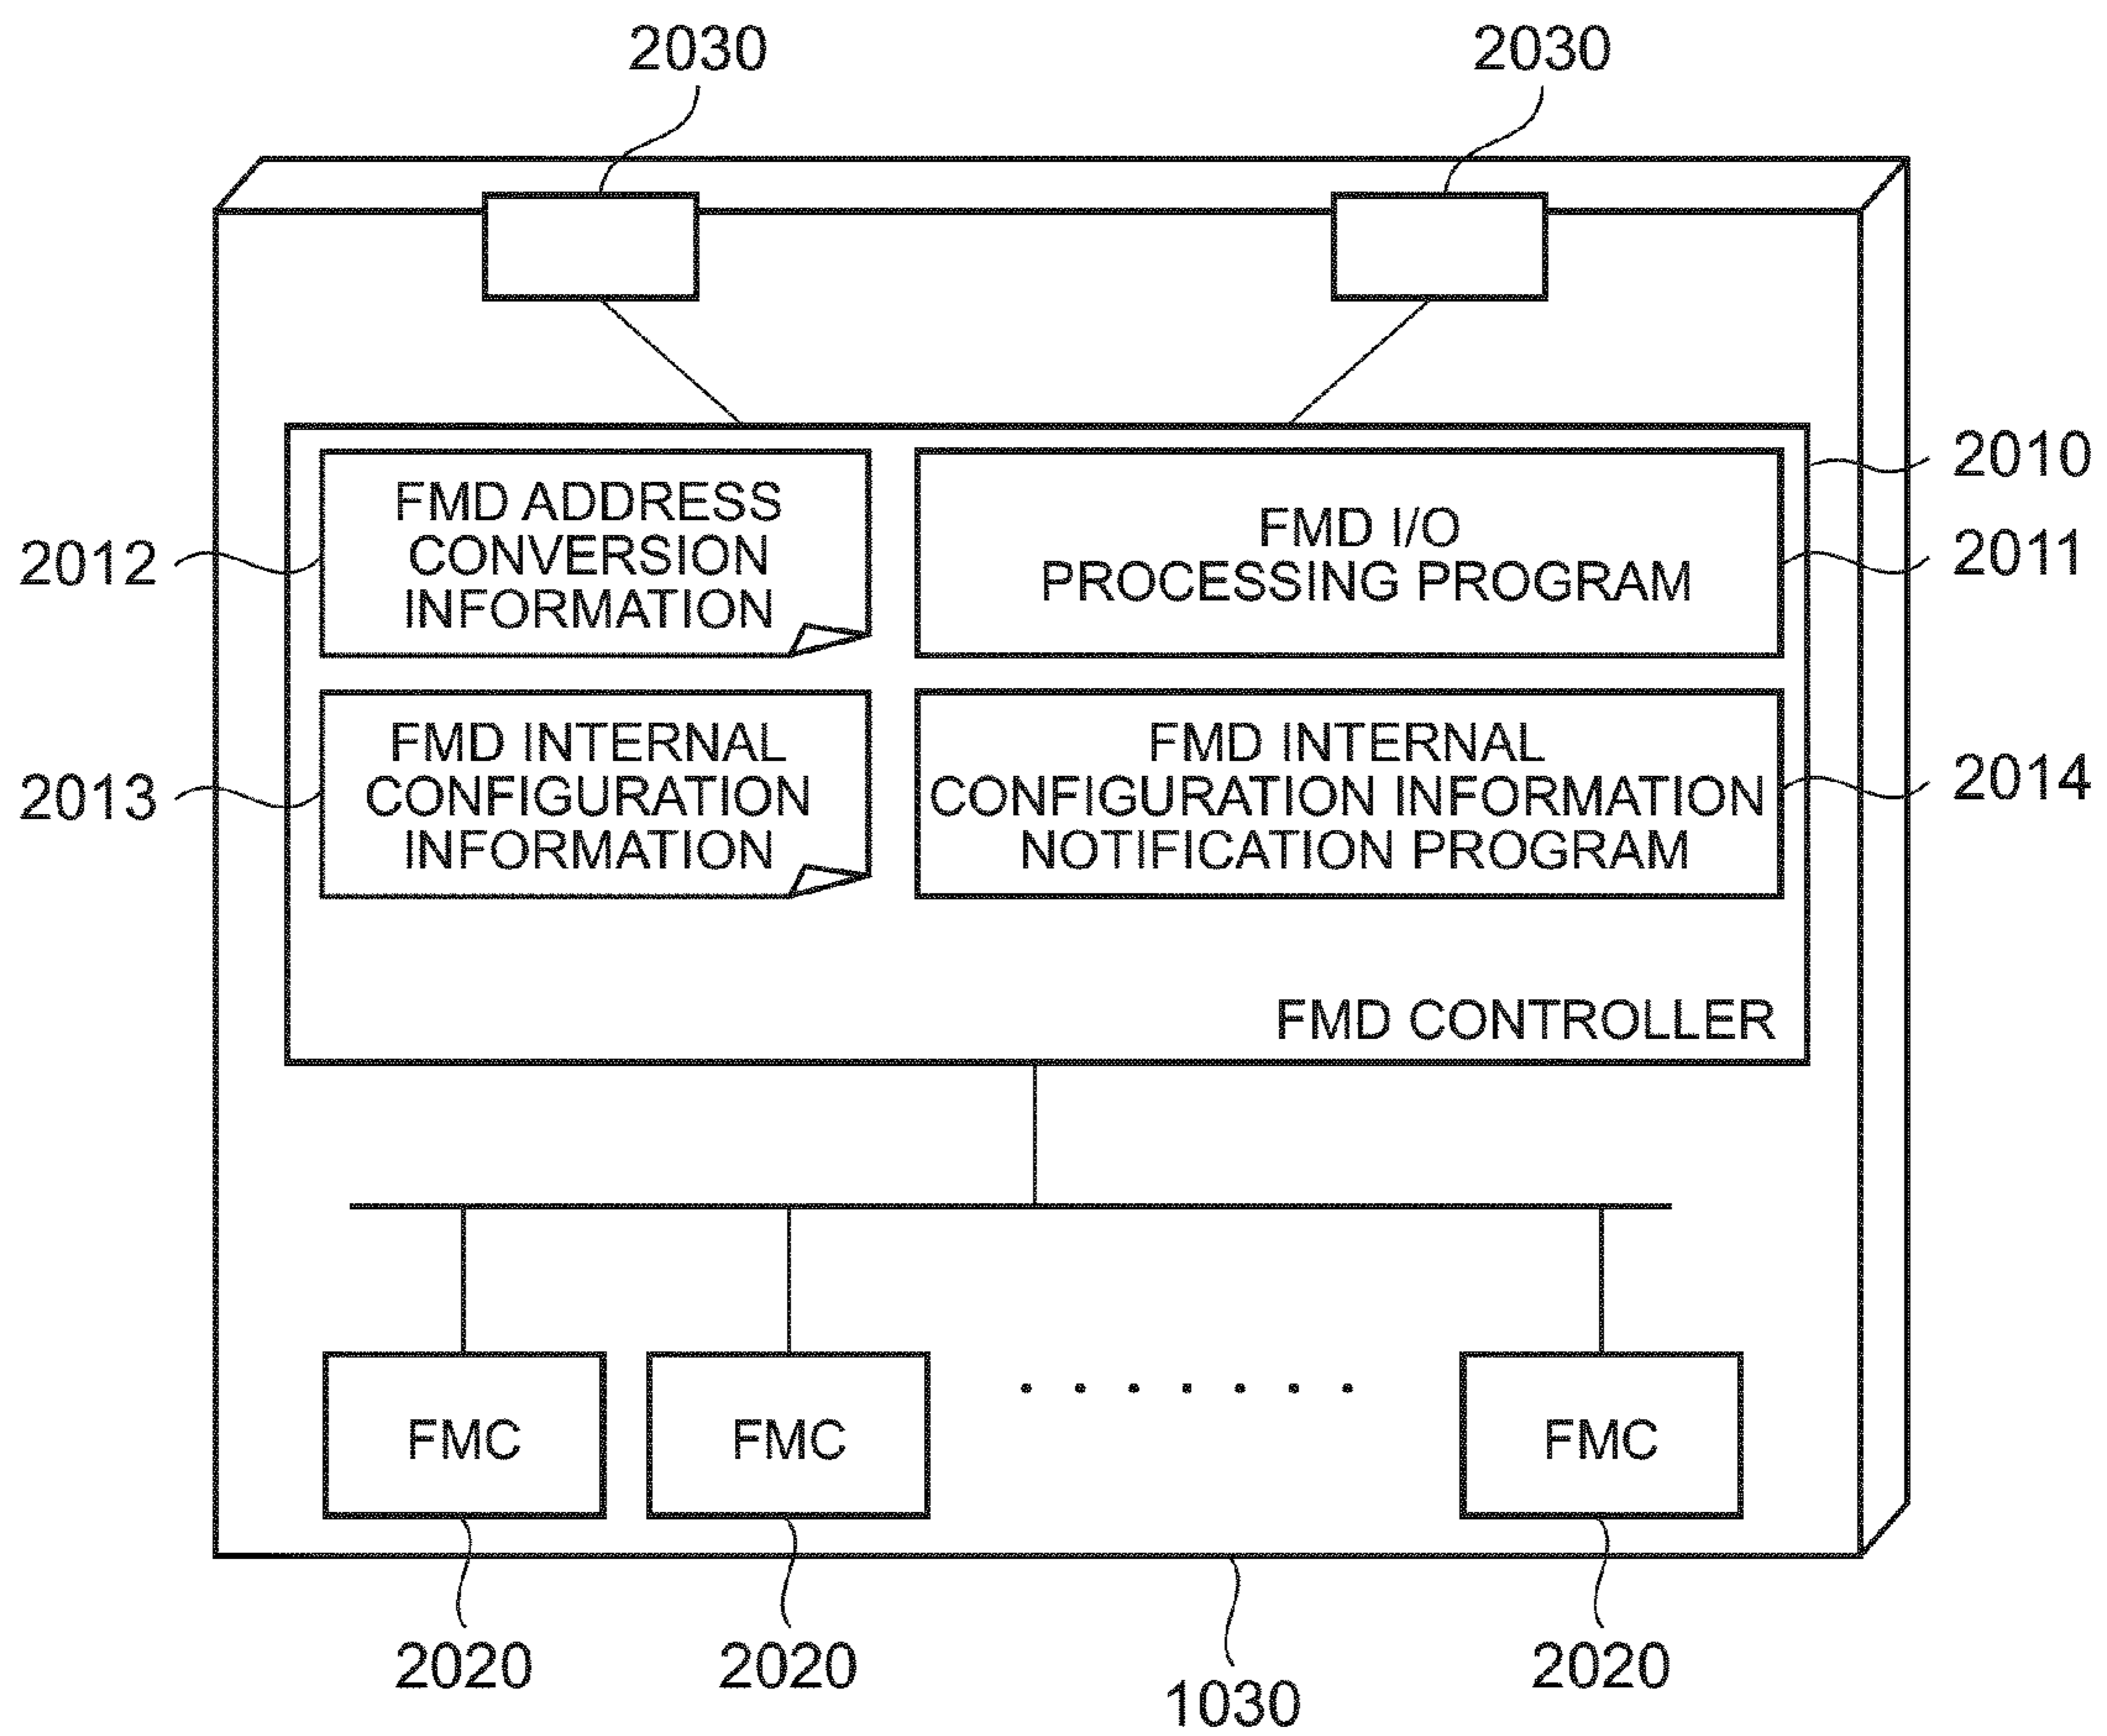 2030
2030
2010
FMD ADDRESS
CONVERSION
INFORMATION
2012
FMD I/O
PROCESSING PROGRAM
2011
FMD INTERNAL
CONFIGURATION
INFORMATION
2013
FMD INTERNAL
CONFIGURATION INFORMATION
NOTIFICATION PROGRAM
2014
FMD CONTROLLER
FMC
FMC
FMC
2020
2020
2020
1030